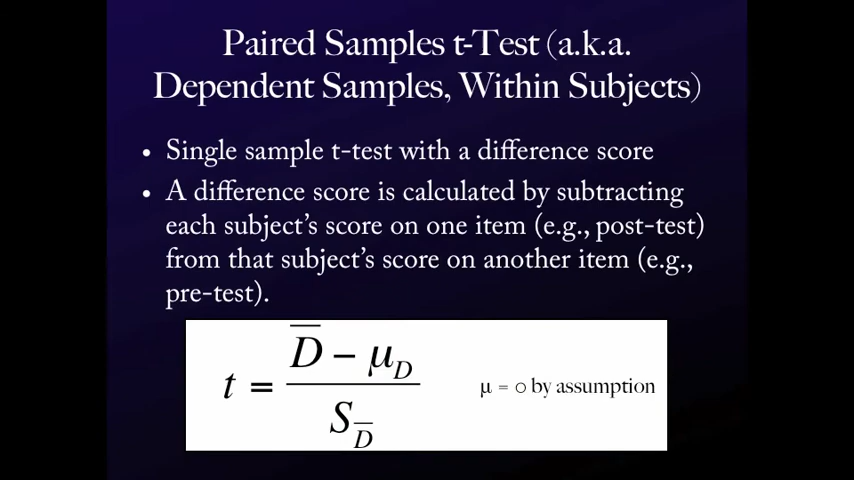 Paired Samples t-Test (a.k.a.
Dependent Samples, Within Subjects)
• Single sample t-test with a difference score
• A difference score is calculated by subtracting
each subject's score on one item (e.g., post-test)
from that subject's score on another item (e.g.,
pre-test).
t = (D̅ − μ_D) / S_D̅
μ = 0 by assumption